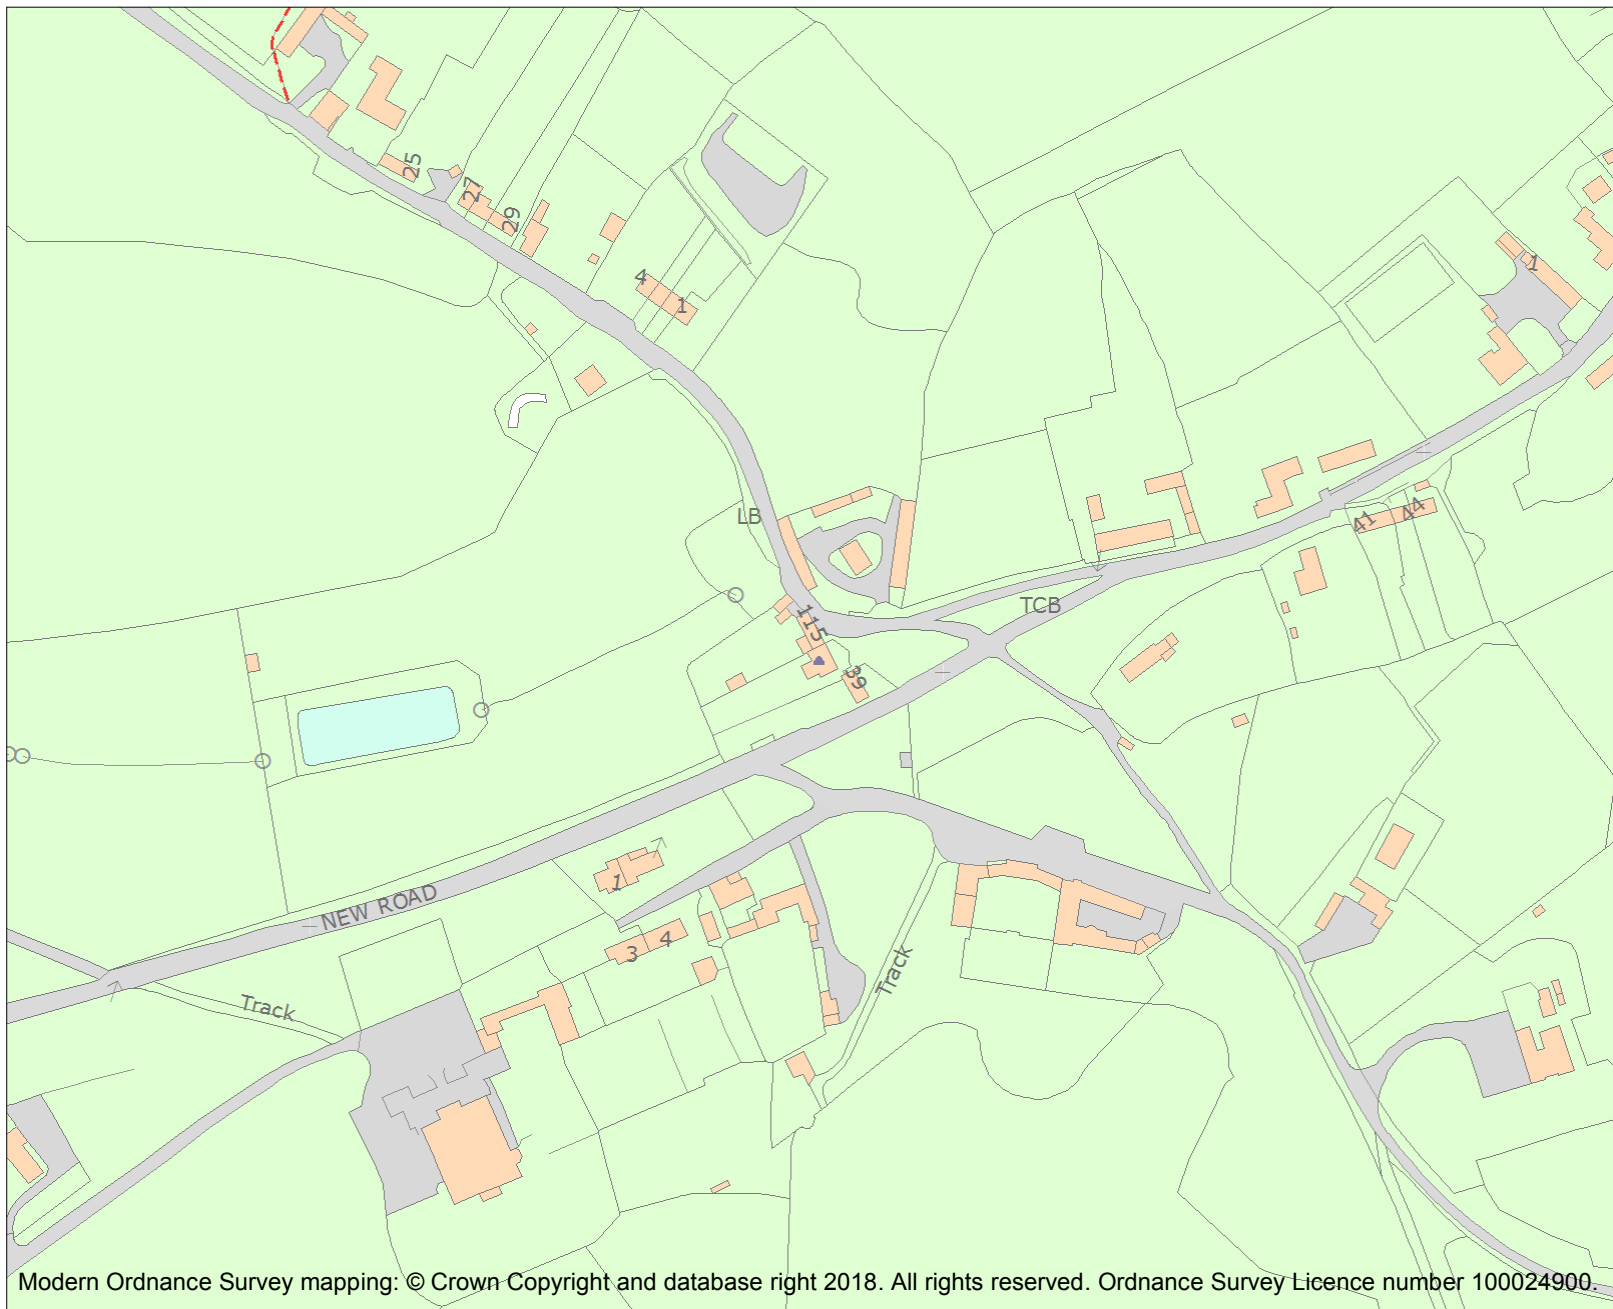 25
27
29
4
1
1
LB
41
44
TCB
115
39
1
NEW ROAD
3
4
Track
Track
Modern Ordnance Survey mapping: © Crown Copyright and database right 2018. All rights reserved. Ordnance Survey Licence number 100024900.